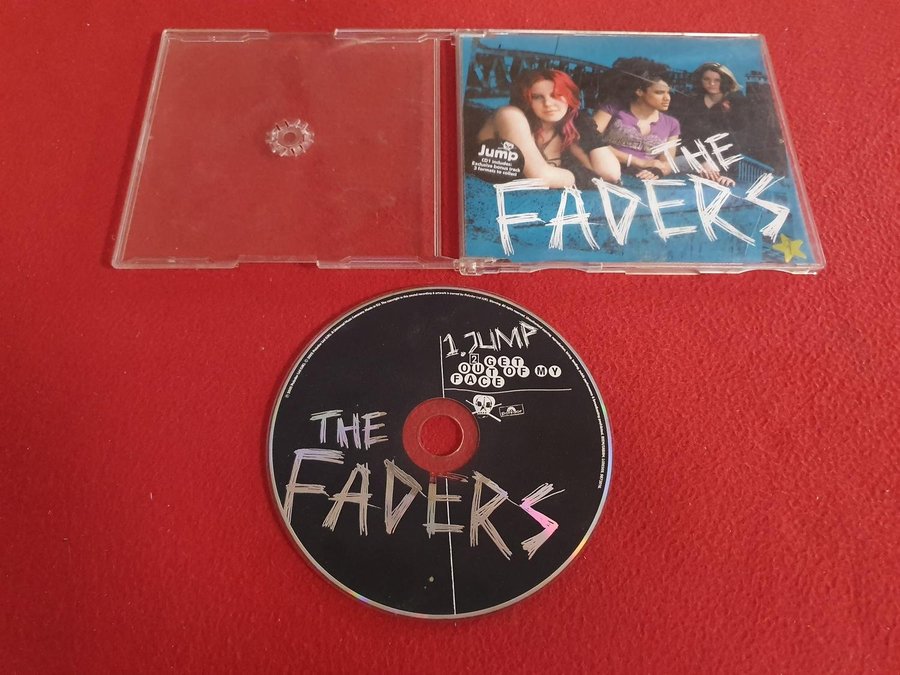 Jump
CD1 includes:
Exclusive bonus track
2 formats to collect
THE
FADERS
1. JUMP
2 GET
OUT OF MY
FACE
THE
FADERS